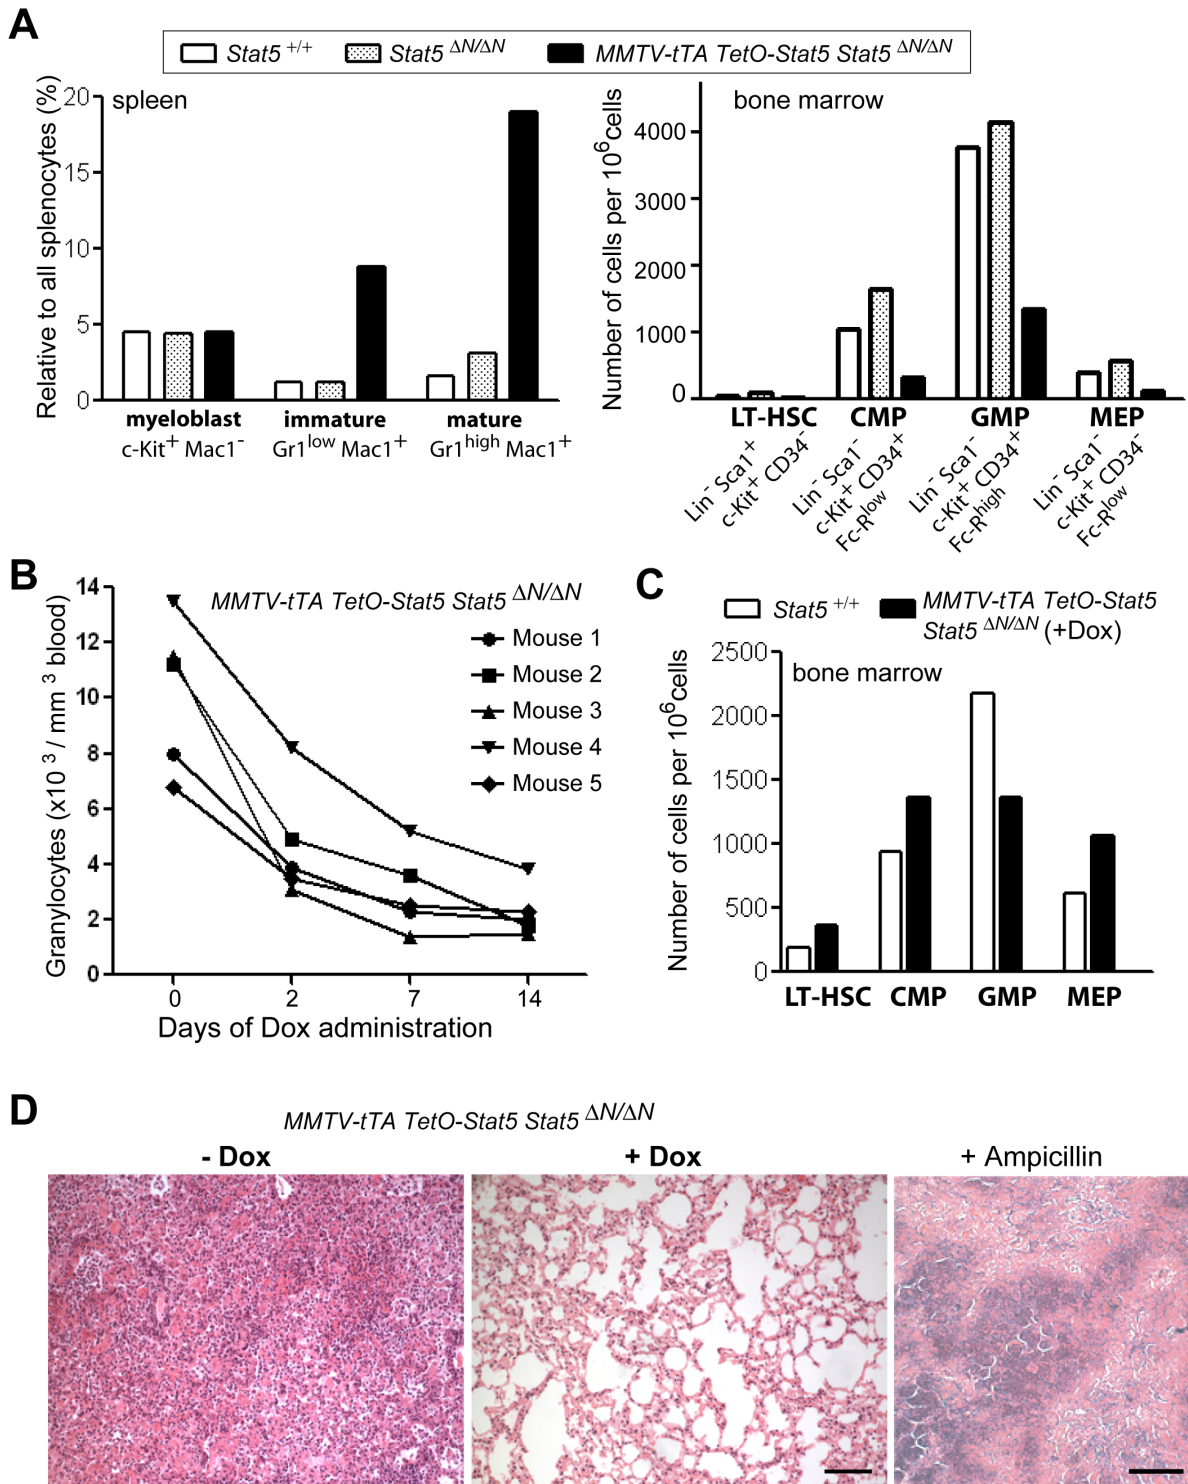 A
Stat5 +/+ Stat5 ΔN/ΔN MMTV-tTA TetO-Stat5 Stat5 ΔN/ΔN
Relative to all splenocytes (%)
20
15
10
5
0
spleen
myeloblast immature mature
c-Kit+ Mac1- Gr1low Mac1+ Gr1high Mac1+
Number of cells per 10^6cells
4000
3000
2000
1000
0
bone marrow
LT-HSC CMP GMP MEP
Lin- Sca1+
c-Kit+ CD34-
Lin- Sca1-
c-Kit+ CD34+
Fc-Rlow
Lin- Sca1-
c-Kit+ CD34+
Fc-Rhigh
Lin- Sca1-
c-Kit+ CD34-
Fc-Rlow
B
Granylocytes (x10 3 / mm 3 blood)
14
12
10
8
6
4
2
0
MMTV-tTA TetO-Stat5 Stat5 ΔN/ΔN
Mouse 1
Mouse 2
Mouse 3
Mouse 4
Mouse 5
0 2 7 14
Days of Dox administration
C
Stat5 +/+ MMTV-tTA TetO-Stat5
Stat5 ΔN/ΔN (+Dox)
Number of cells per 10^6cells
2500
2000
1500
1000
500
0
bone marrow
LT-HSC CMP GMP MEP
D
MMTV-tTA TetO-Stat5 Stat5 ΔN/ΔN
- Dox + Dox + Ampicillin